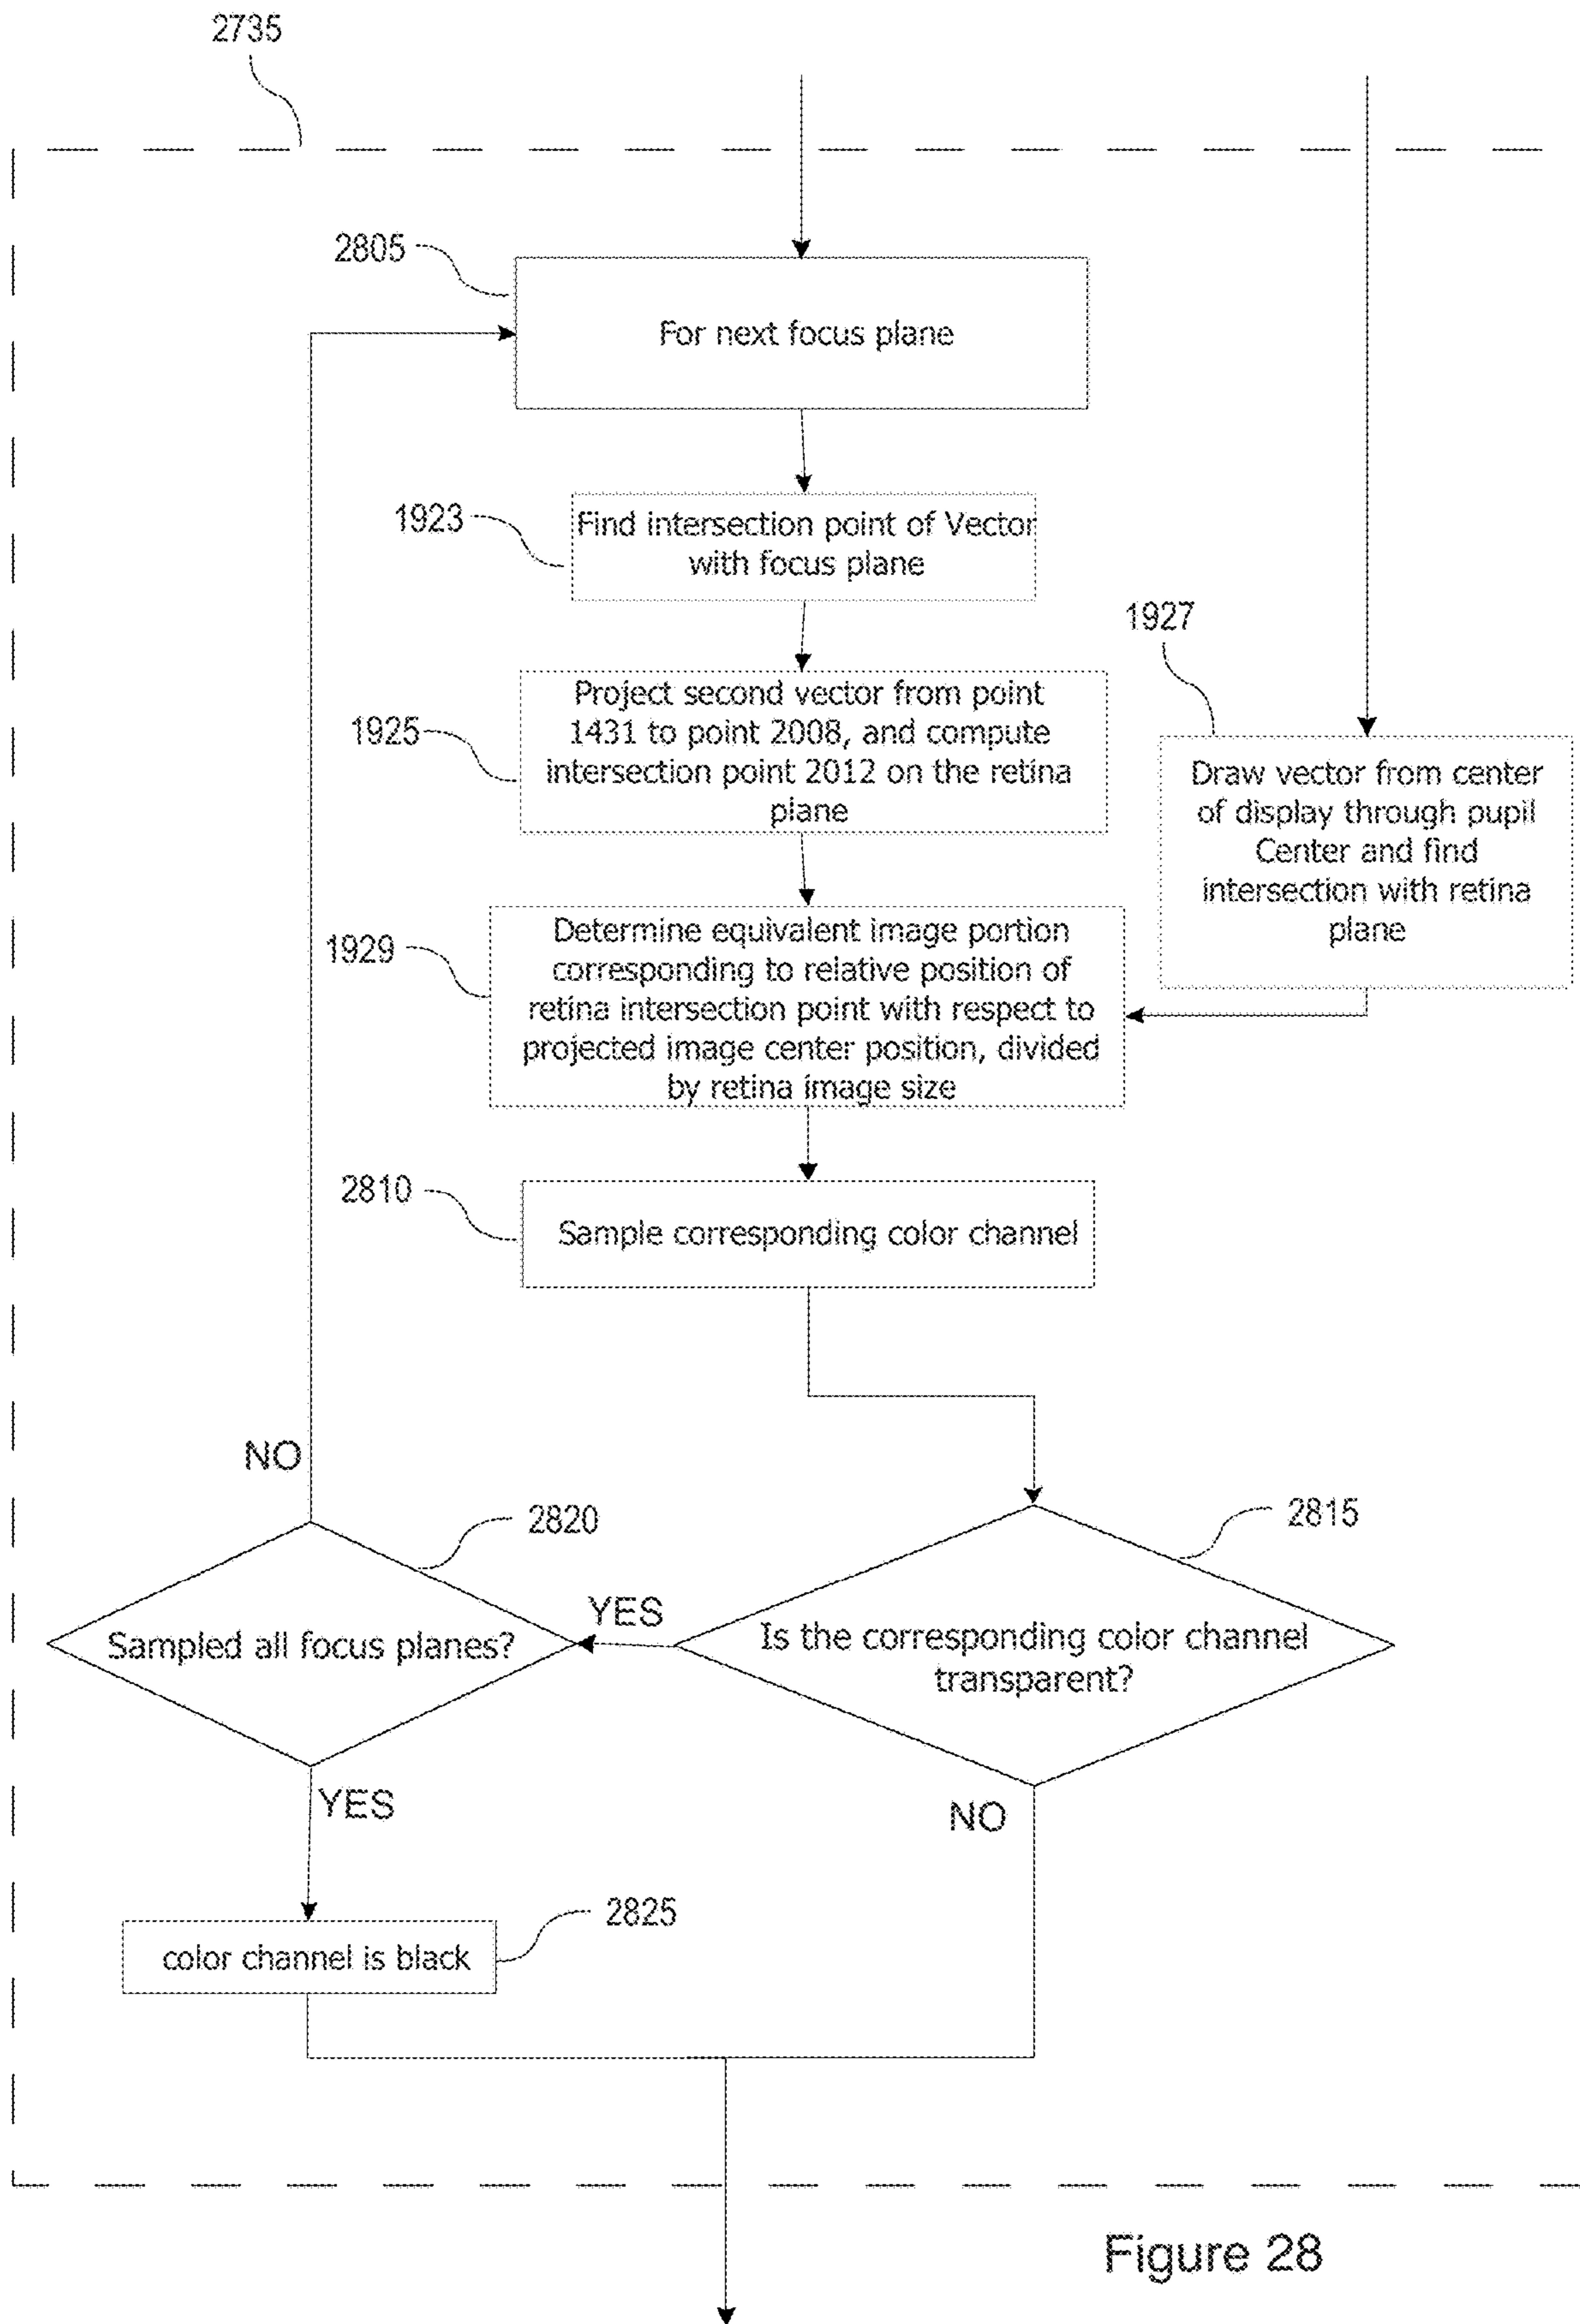 2735
2805
For next focus plane
1923
Find intersection point of Vector
with focus plane
1927
1925
Project second vector from point
1431 to point 2008, and compute
intersection point 2012 on the retina
plane
Draw vector from center
of display through pupil
Center and find
intersection with retina
plane
1929
Determine equivalent image portion
corresponding to relative position of
retina intersection point with respect to
projected image center position, divided
by retina image size
2810
Sample corresponding color channel
NO
2820
2815
YES
Sampled all focus planes?
Is the corresponding color channel
transparent?
YES
NO
2825
color channel is black
Figure 28